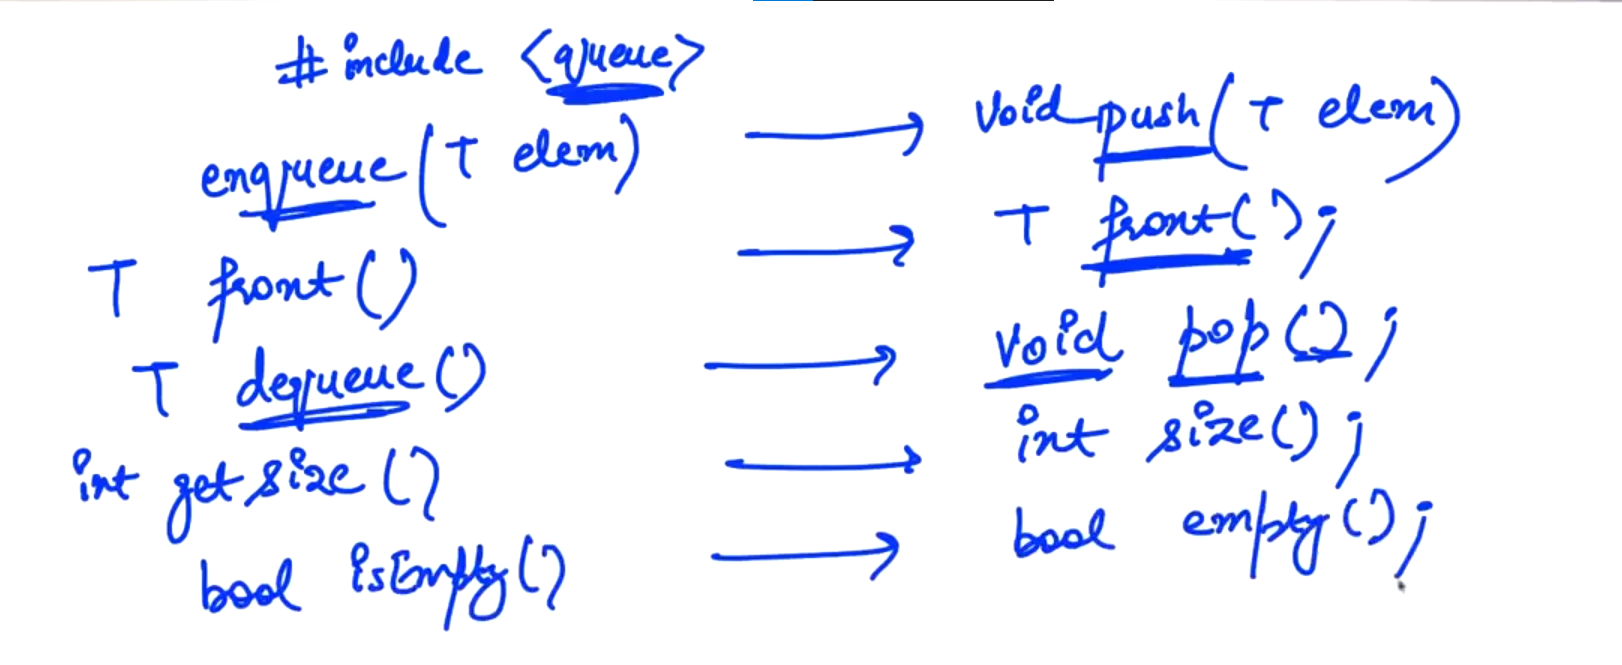 # include <queue>
enqueue (T elem) → void push (T elem)
T front () → T front();
T dequeue () → void pop();
int getsize () → int size();
bool isEmpty () → bool empty();